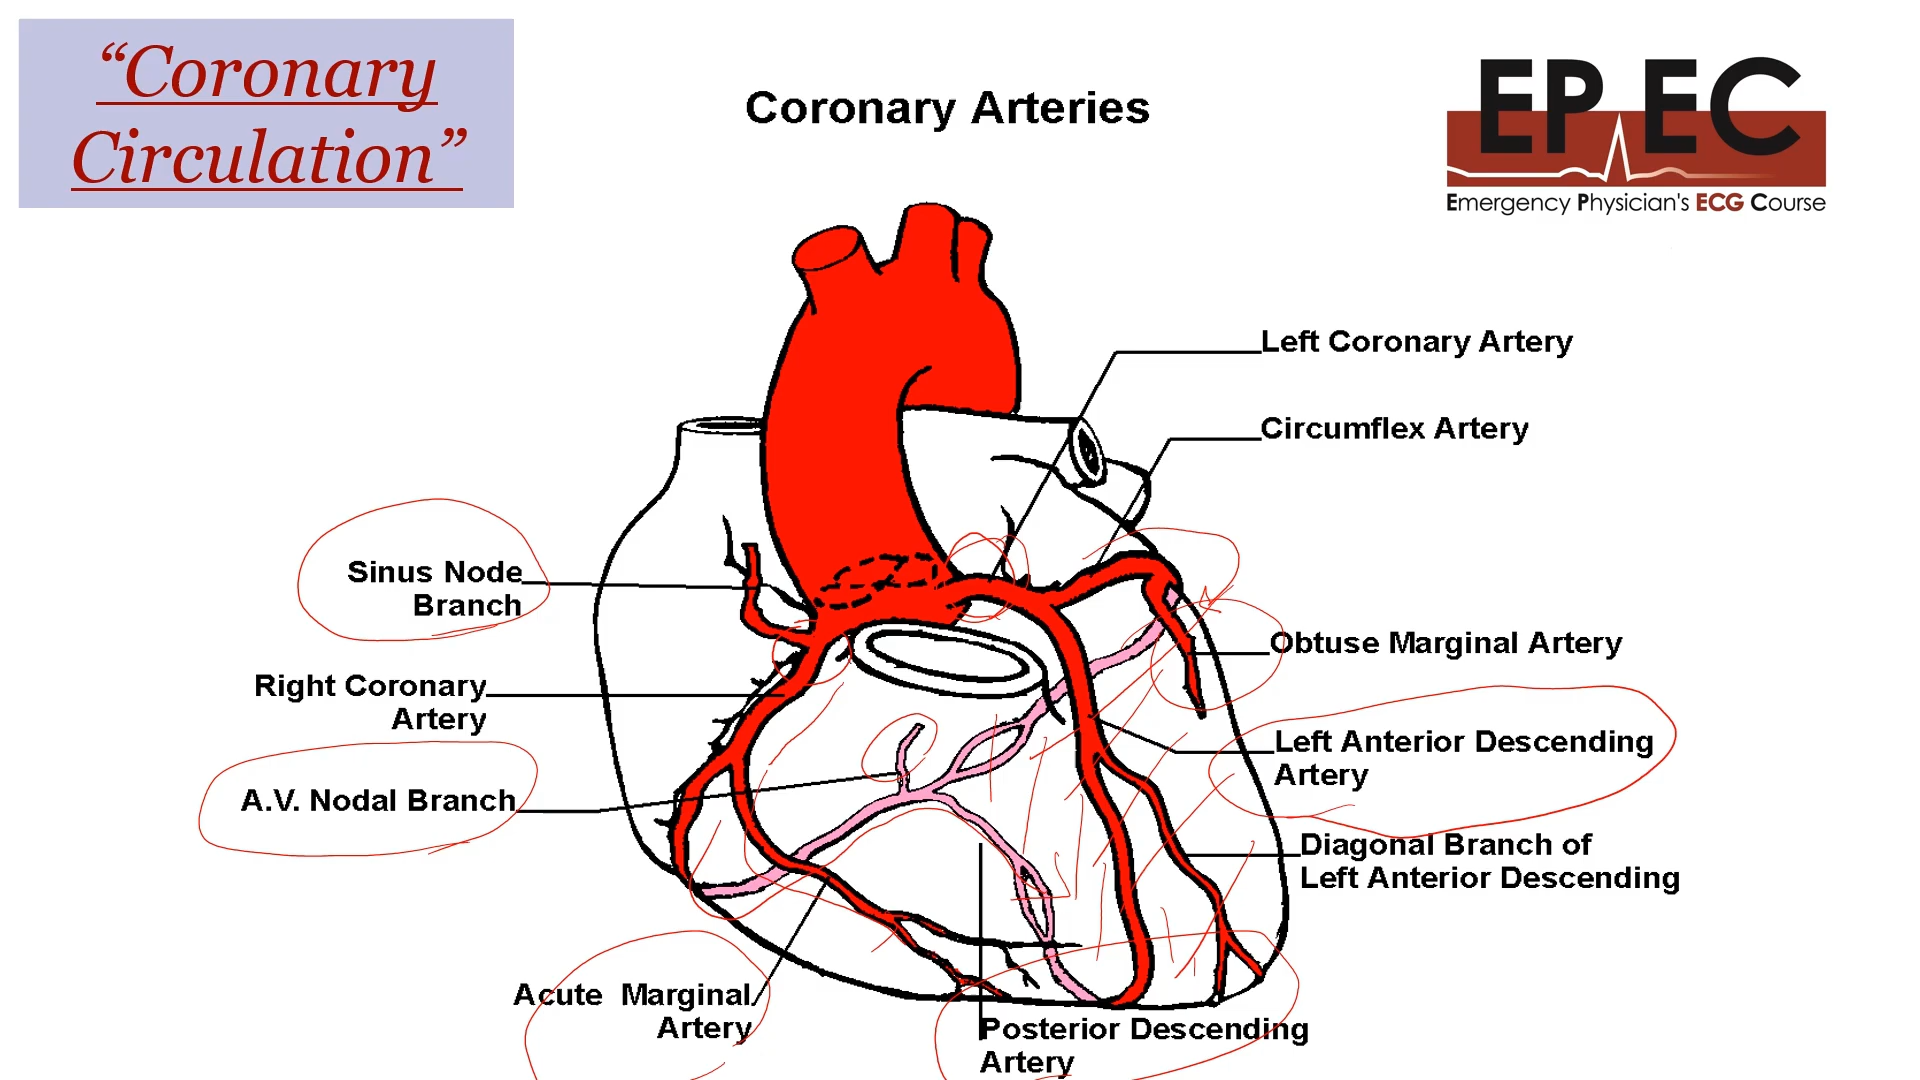 “Coronary
Circulation”
Coronary Arteries
EP EC
Emergency Physician's ECG Course
Left Coronary Artery
Circumflex Artery
Sinus Node
Branch
Obtuse Marginal Artery
Right Coronary
Artery
Left Anterior Descending
Artery
A.V. Nodal Branch
Diagonal Branch of
Left Anterior Descending
Acute Marginal
Artery
Posterior Descending
Artery